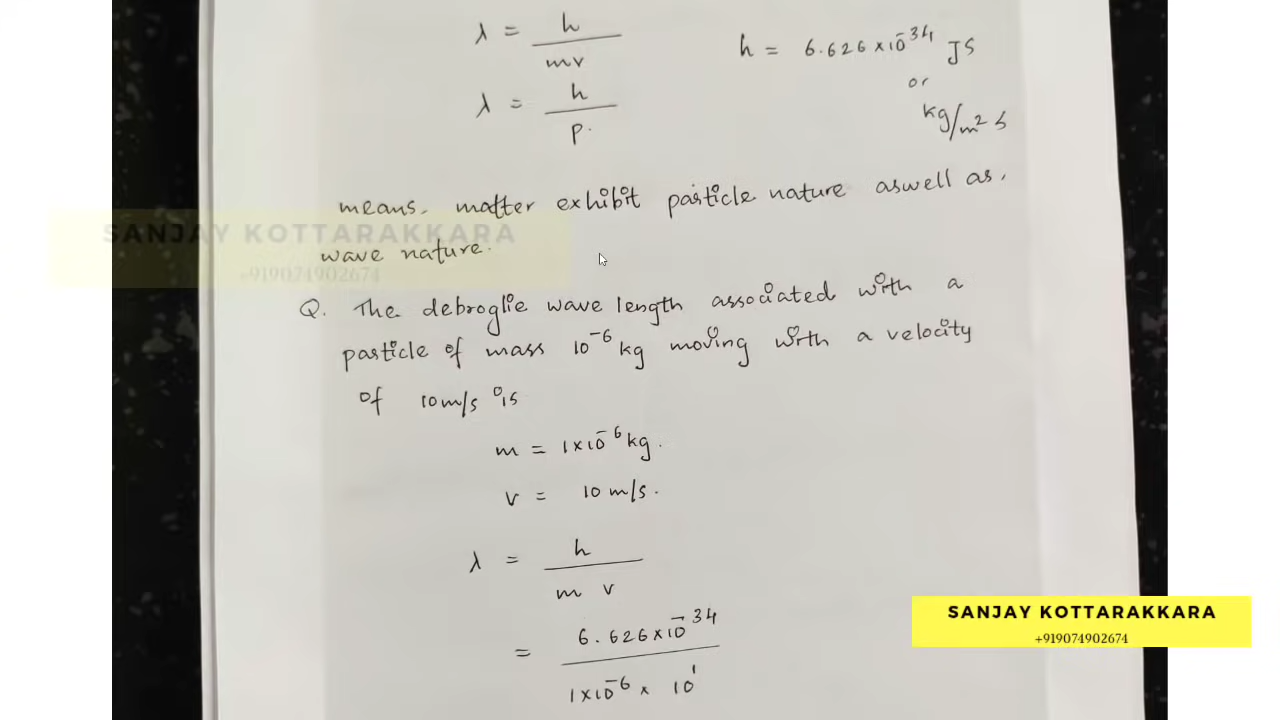 λ = h / mv
h = 6.626×10⁻³⁴ JS
or
kg/m² s
λ = h / p.
means, matter exhibit particle nature aswell as,
wave nature.
SANJAY KOTTARAKKARA
+919074902674
Q. The debroglie wave length associated with a
particle of mass 10⁻⁶ kg moving with a velocity
of 10m/s is
m = 1×10⁻⁶ kg.
v = 10 m/s.
λ = h / m v
= 6.626×10⁻³⁴ / 1×10⁻⁶ × 10¹
SANJAY KOTTARAKKARA
+919074902674